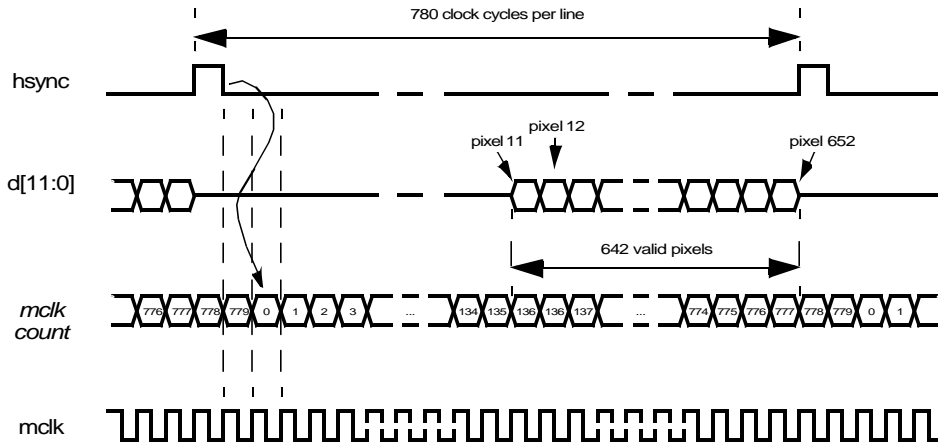 780 clock cycles per line
hsync
pixel 11
pixel 12
pixel 652
d[11:0]
642 valid pixels
mclk
count
776 777 778 779 0 1 2 3 ... 134 135 136 136 137 ... 774 775 776 777 778 779 0 1
mclk